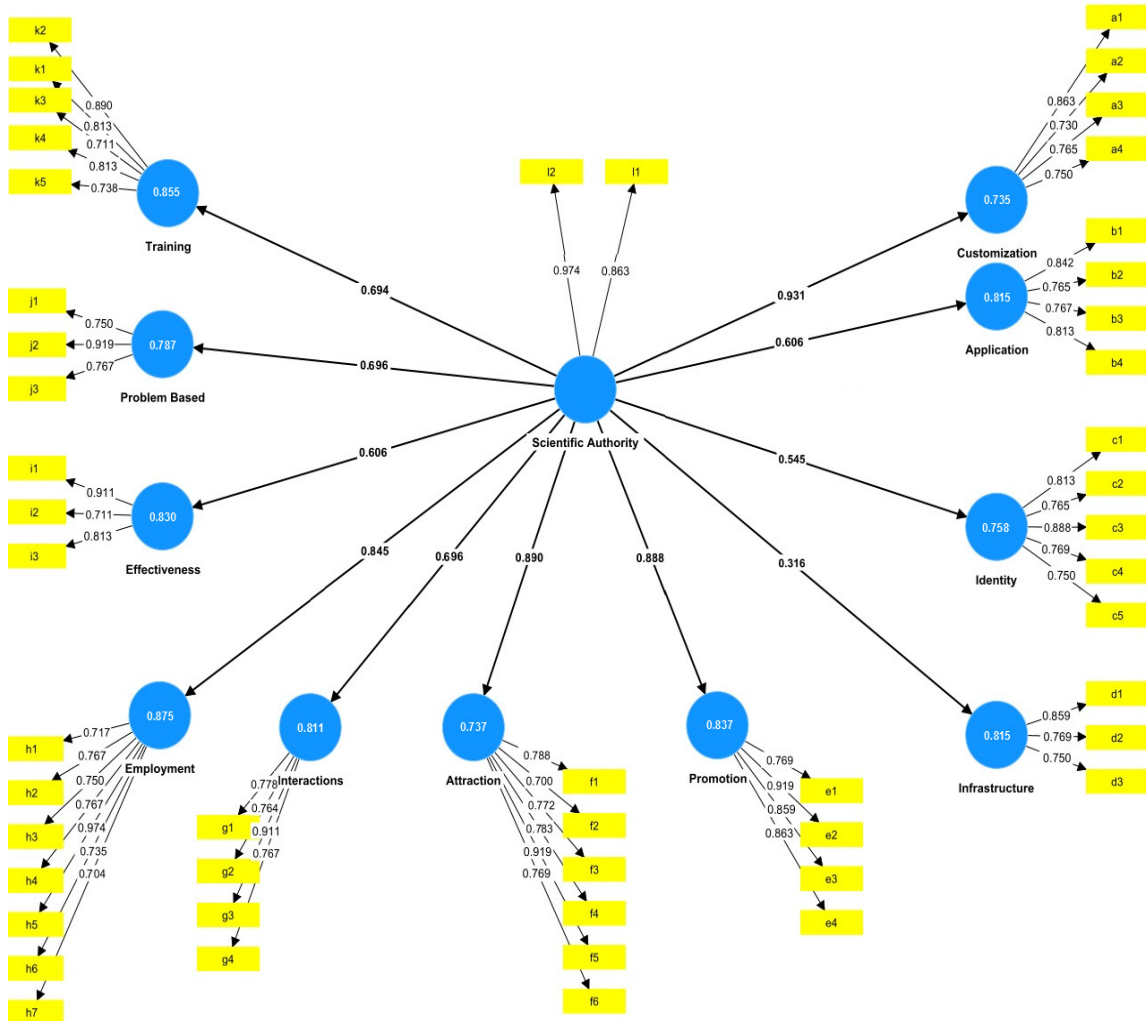 k2
k1
k3
k4
k5
0.890
0.813
0.711
0.813
0.738
0.855
Training
j1
j2
j3
0.750
0.919
0.767
0.787
Problem Based
i1
i2
i3
0.911
0.711
0.813
0.830
Effectiveness
l2
l1
0.974
0.863
Scientific Authority
0.694
0.696
0.606
0.845
0.696
0.890
0.888
0.316
0.545
0.606
0.931
a1
a2
a3
a4
0.863
0.730
0.765
0.750
0.735
Customization
b1
b2
b3
b4
0.842
0.765
0.767
0.813
0.815
Application
c1
c2
c3
c4
c5
0.813
0.765
0.888
0.769
0.750
0.758
Identity
d1
d2
d3
0.859
0.769
0.750
0.815
Infrastructure
0.875
Employment
0.717
0.767
0.750
0.767
0.974
0.735
0.704
h1
h2
h3
h4
h5
h6
h7
0.811
Interactions
0.778
0.764
0.911
0.767
g1
g2
g3
g4
0.737
Attraction
0.788
0.700
0.772
0.783
0.919
0.769
f1
f2
f3
f4
f5
f6
0.837
Promotion
0.769
0.919
0.859
0.863
e1
e2
e3
e4